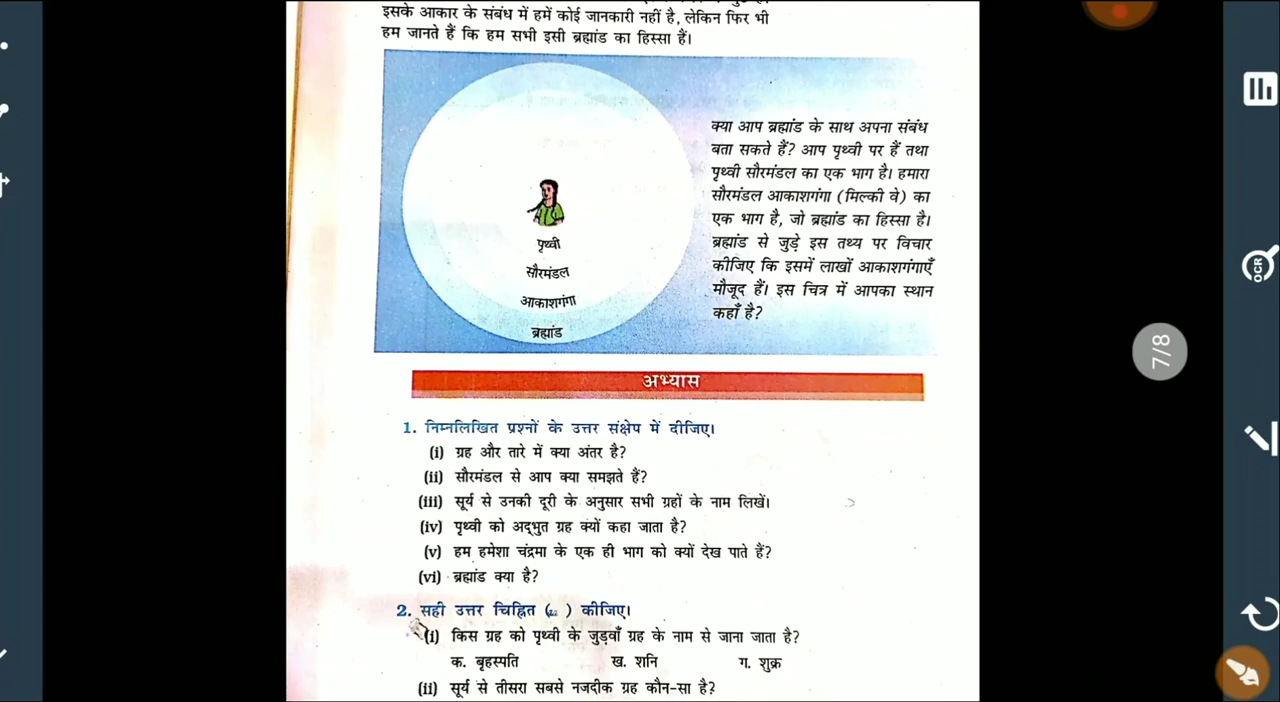 इसके आकार के संबंध में हमें कोई जानकारी नहीं है, लेकिन फिर भी
हम जानते हैं कि हम सभी इसी ब्रह्मांड का हिस्सा हैं।
पृथ्वी
सौरमंडल
आकाशगंगा
ब्रह्मांड
क्या आप ब्रह्मांड के साथ अपना संबंध
बता सकते हैं? आप पृथ्वी पर हैं तथा
पृथ्वी सौरमंडल का एक भाग है। हमारा
सौरमंडल आकाशगंगा (मिल्की वे) का
एक भाग है, जो ब्रह्मांड का हिस्सा है।
ब्रह्मांड से जुड़े इस तथ्य पर विचार
कीजिए कि इसमें लाखों आकाशगंगाएँ
मौजूद हैं। इस चित्र में आपका स्थान
कहाँ है?
अभ्यास
1. निम्नलिखित प्रश्नों के उत्तर संक्षेप में दीजिए।
(i) ग्रह और तारे में क्या अंतर है?
(ii) सौरमंडल से आप क्या समझते हैं?
(iii) सूर्य से उनकी दूरी के अनुसार सभी ग्रहों के नाम लिखें।
(iv) पृथ्वी को अद्भुत ग्रह क्यों कहा जाता है?
(v) हम हमेशा चंद्रमा के एक ही भाग को क्यों देख पाते हैं?
(vi) ब्रह्मांड क्या है?
2. सही उत्तर चिह्नित ( ) कीजिए।
(i) किस ग्रह को पृथ्वी के जुड़वाँ ग्रह के नाम से जाना जाता है?
क. बृहस्पति ख. शनि ग. शुक्र
(ii) सूर्य से तीसरा सबसे नजदीक ग्रह कौन-सा है?
7/8
OCR